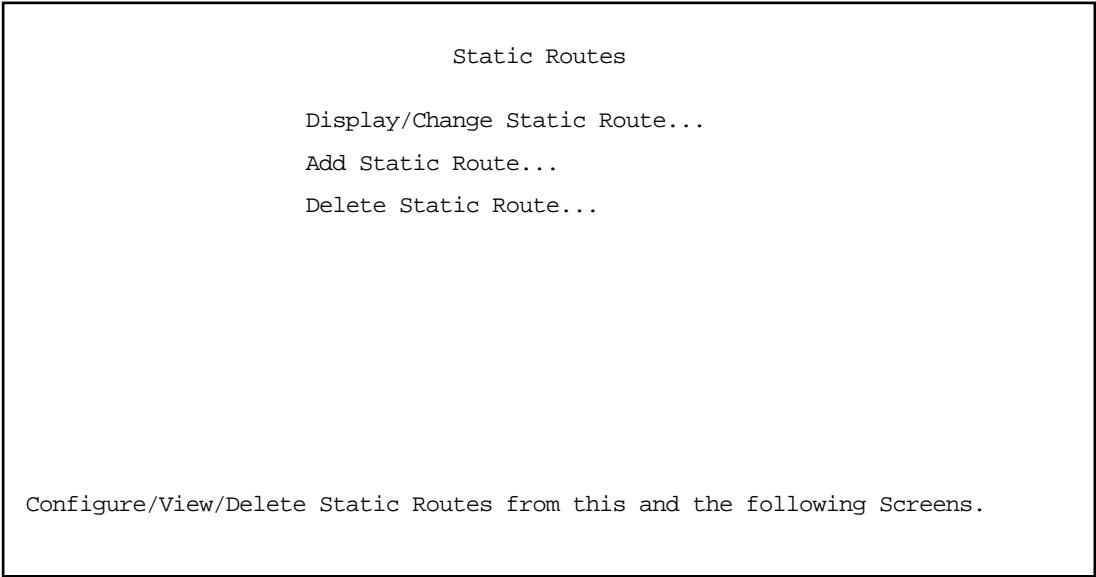 Static Routes
Display/Change Static Route...
Add Static Route...
Delete Static Route...
Configure/View/Delete Static Routes from this and the following Screens.